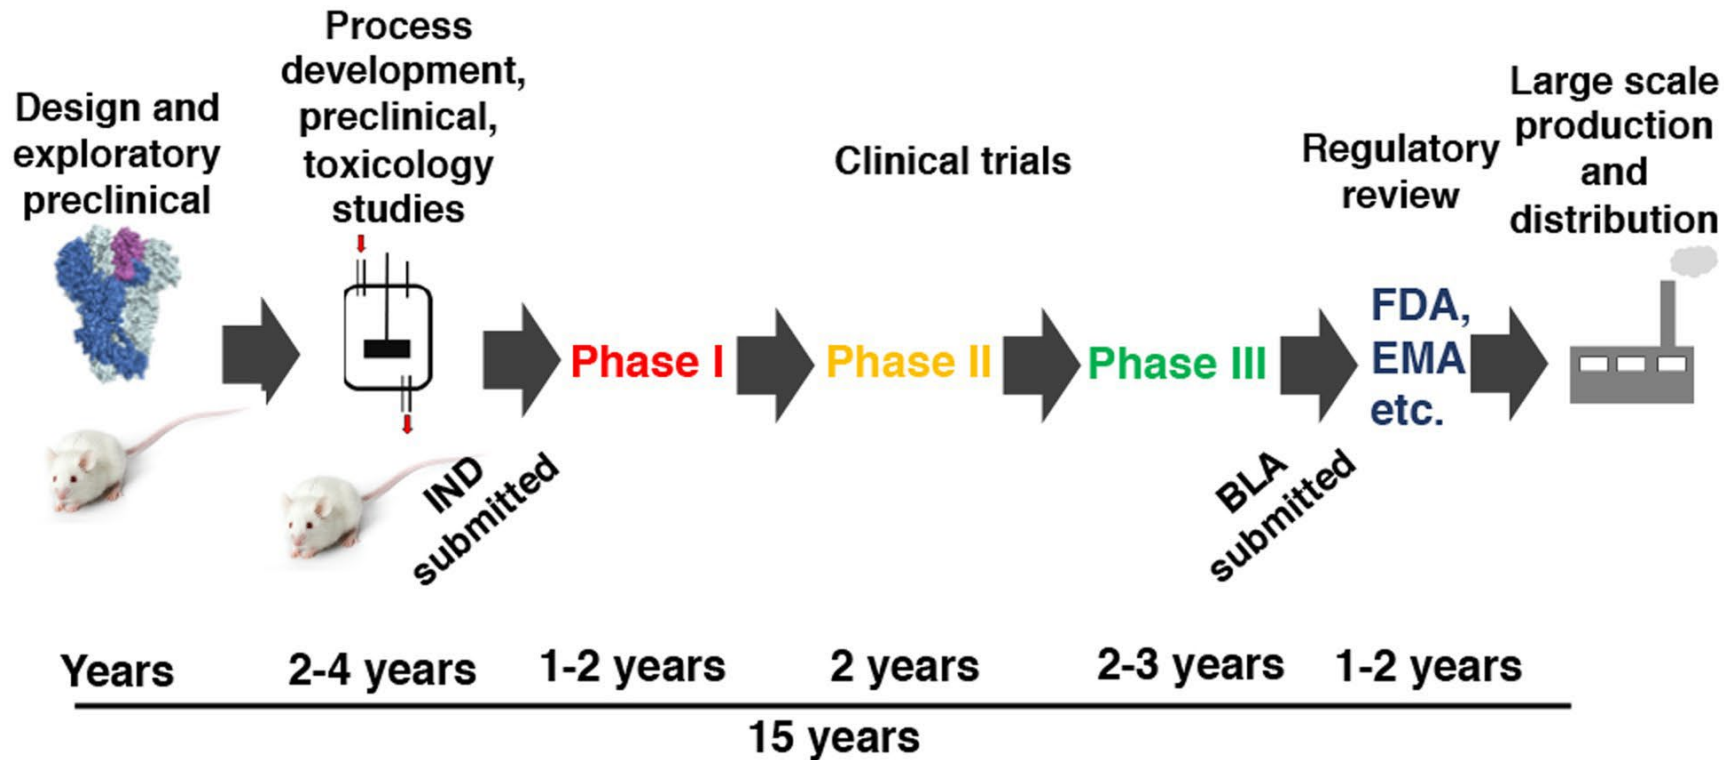 Design and
exploratory
preclinical
Process
development,
preclinical,
toxicology
studies
Clinical trials
Regulatory
review
Large scale
production
and
distribution
Phase I
Phase II
Phase III
FDA,
EMA
etc.
IND
submitted
BLA
submitted
Years
2-4 years
1-2 years
2 years
2-3 years
1-2 years
15 years